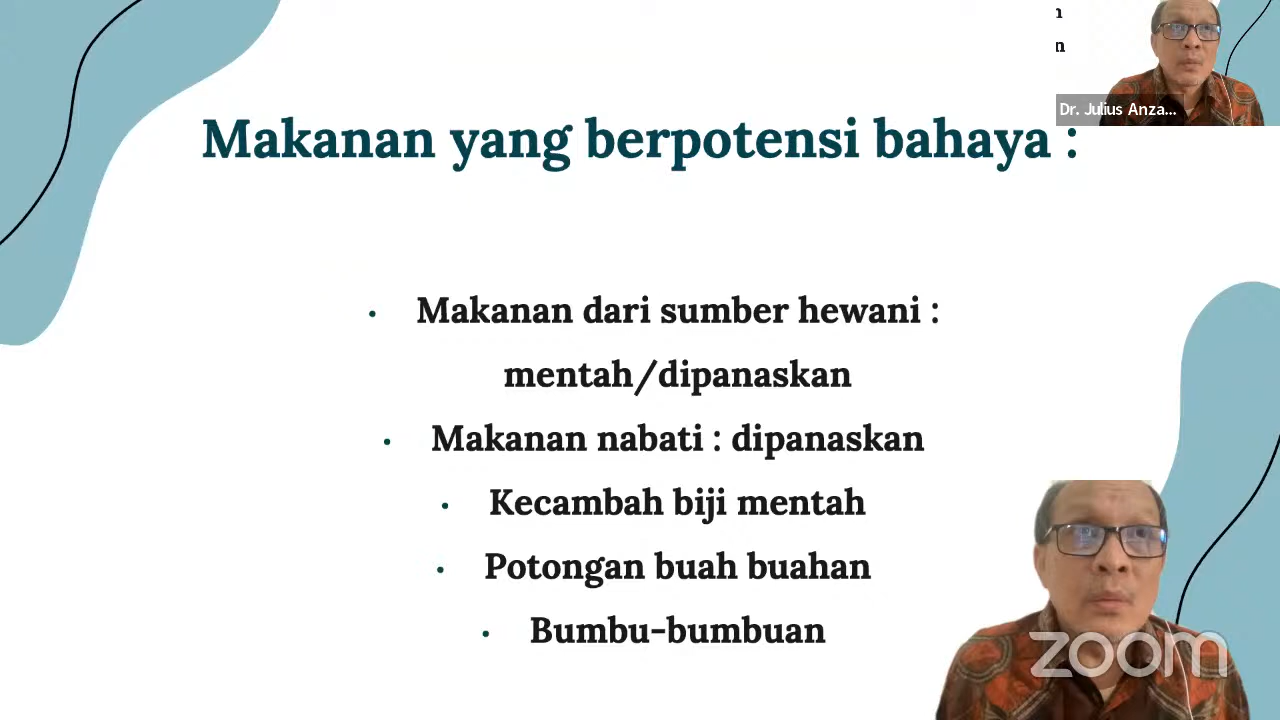 Makanan yang berpotensi bahaya :
• Makanan dari sumber hewani :
mentah/dipanaskan
• Makanan nabati : dipanaskan
• Kecambah biji mentah
• Potongan buah buahan
• Bumbu-bumbuan
n
n
Dr. Julius Anza...
zoom